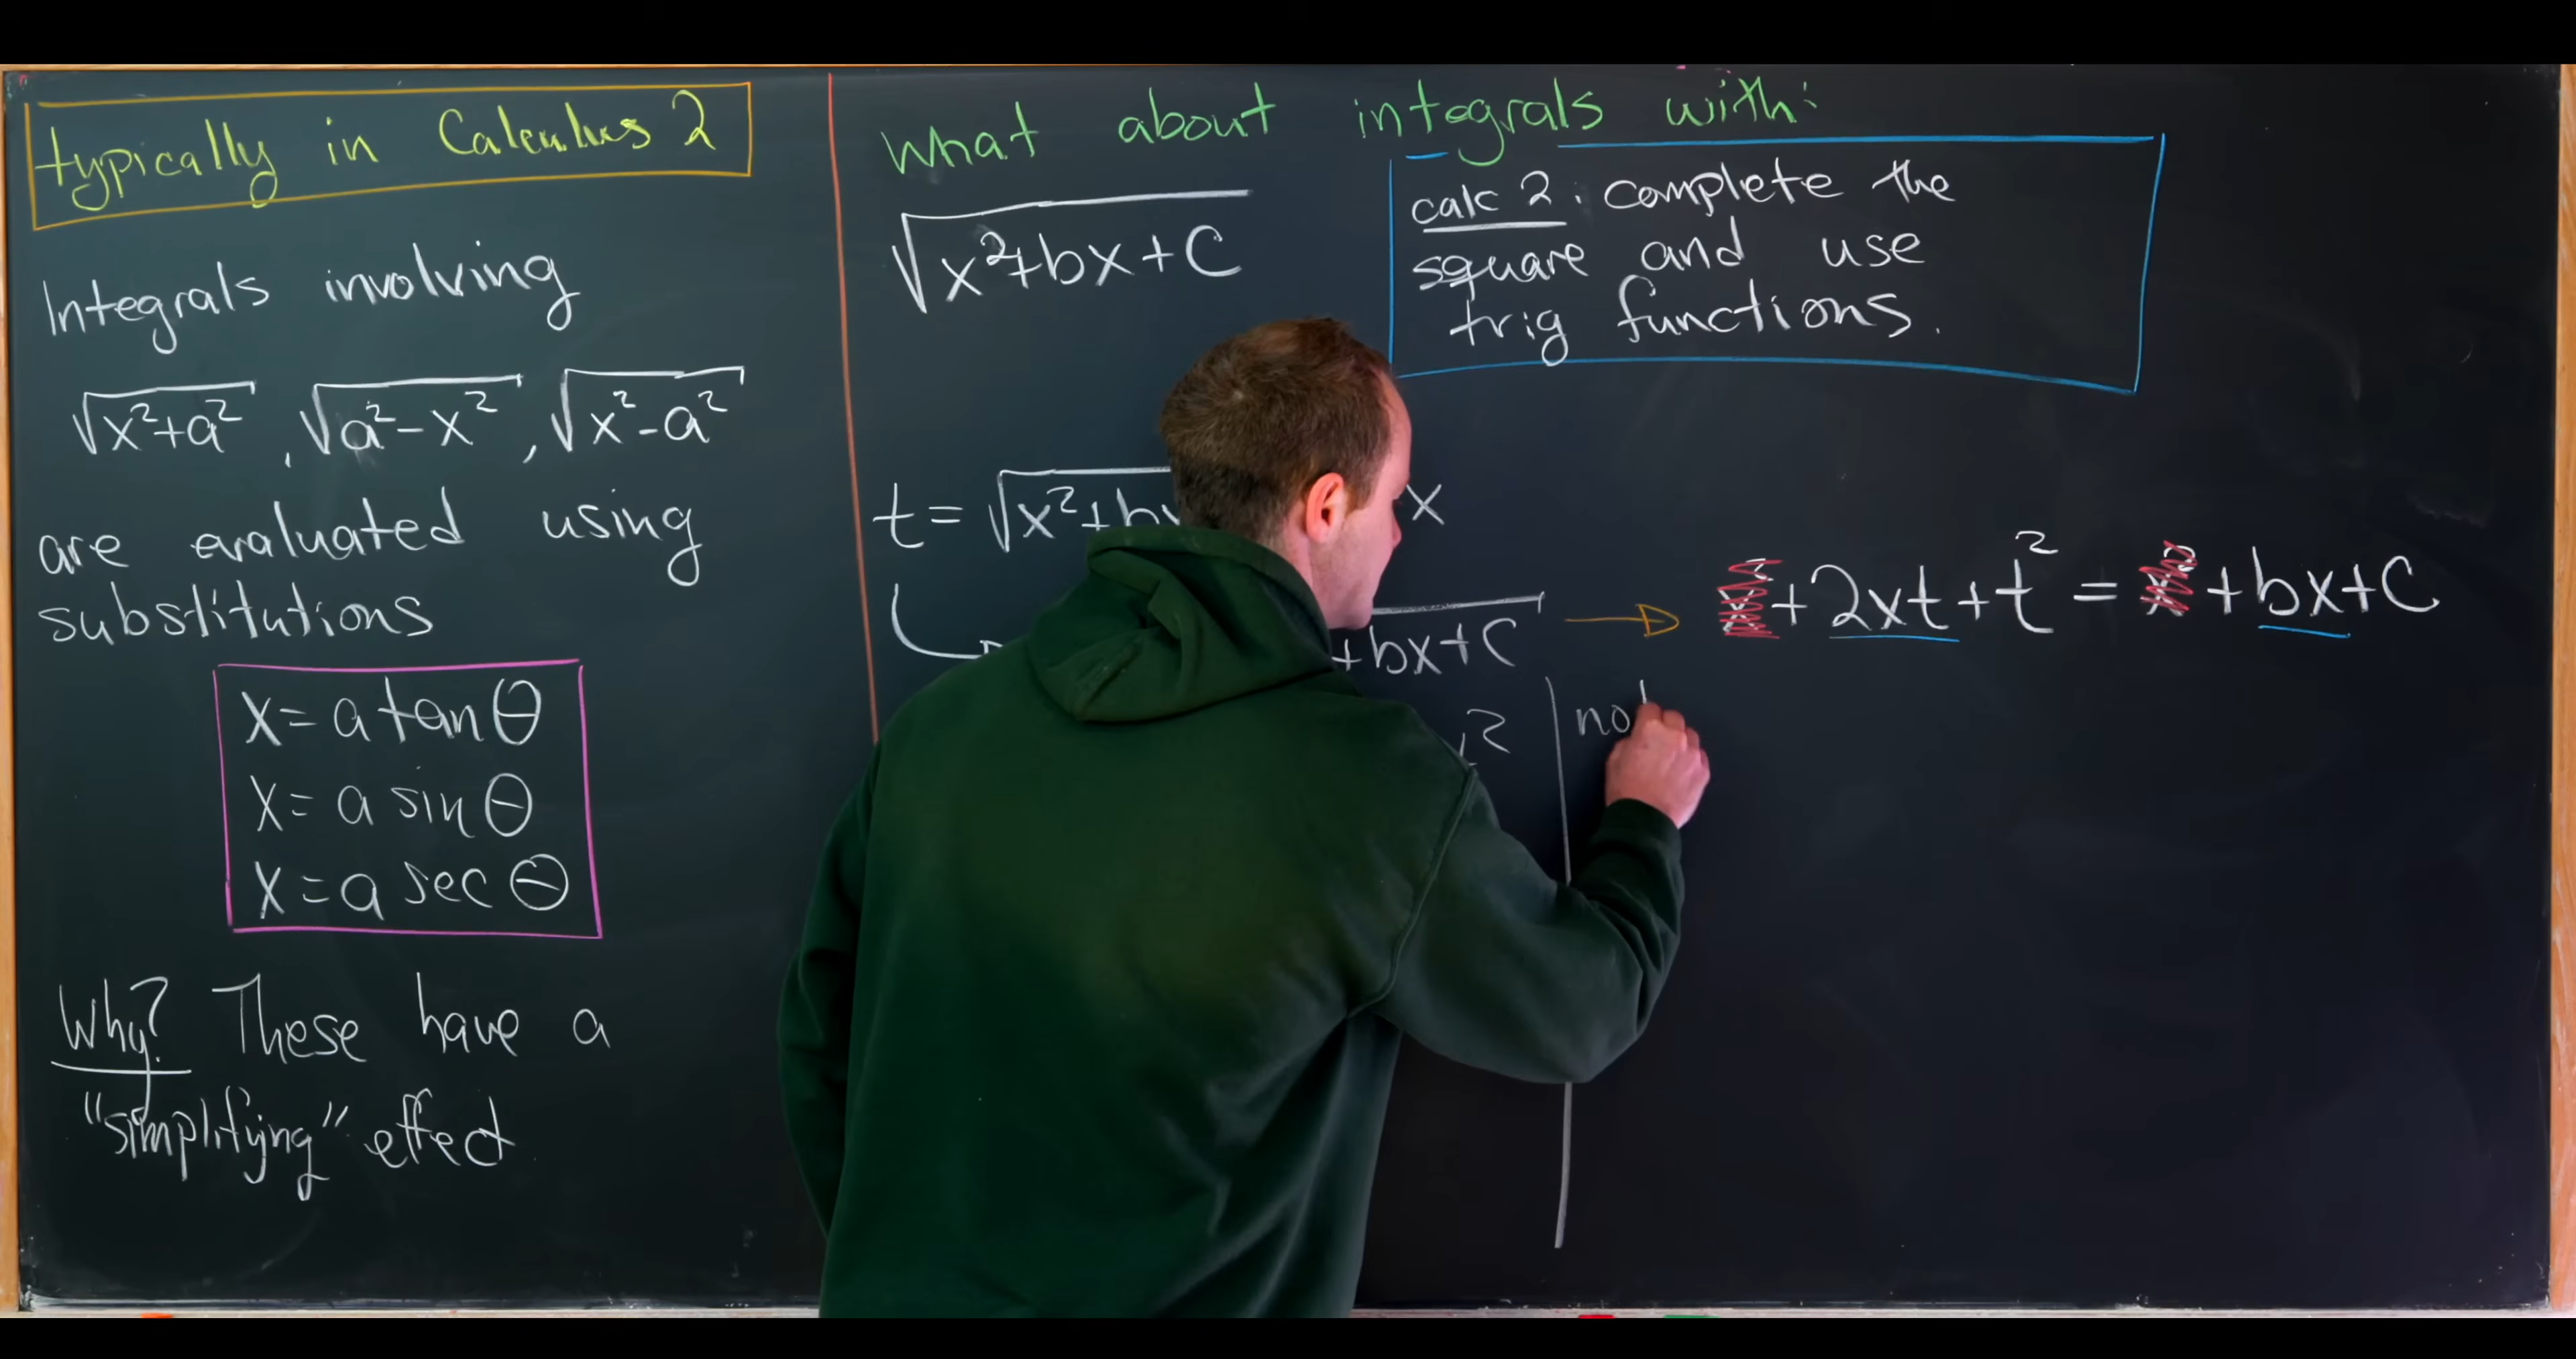 typically in Calculus 2
Integrals involving
√x²+a² , √a²-x² , √x²-a²
are evaluated using
substitutions
x = a tan θ
x = a sin θ
x = a sec θ
Why? These have a
"simplifying" effect
What about integrals with:
√x²+bx+c
calc 2: complete the
square and use
trig functions.
t = √x²+bx x
+bx+c
x²+2xt+t² = x²+bx+c
2